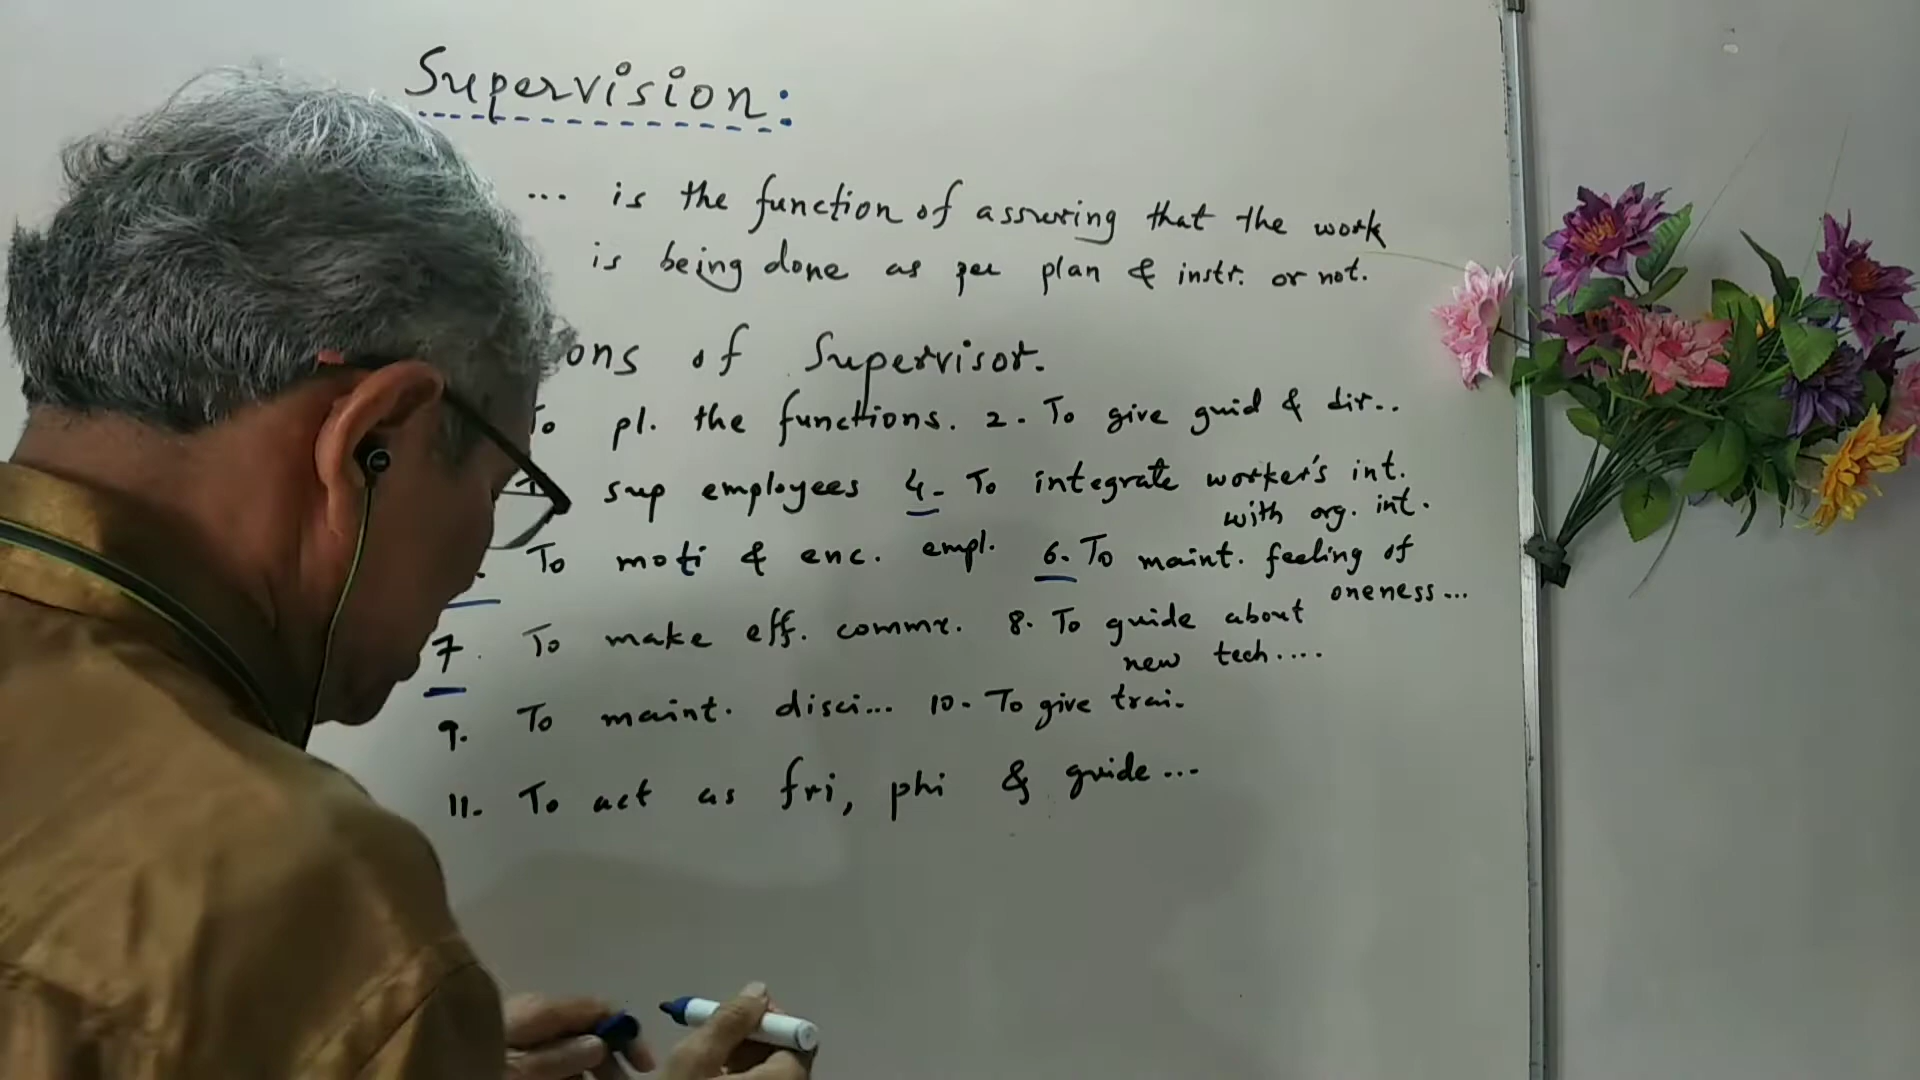 Supervision:
... is the function of assuring that the work
is being done as per plan & instr. or not.
ons of Supervisor.
To pl. the functions. 2. To give guid & dir..
sup employees 4. To integrate worker's int.
with org. int.
To moti & enc. empl. 6. To maint. feeling of
oneness...
7. To make eff. commu. 8. To guide about
new tech....
9. To maint. disci... 10. To give trai.
11. To act as fri, phi & guide...